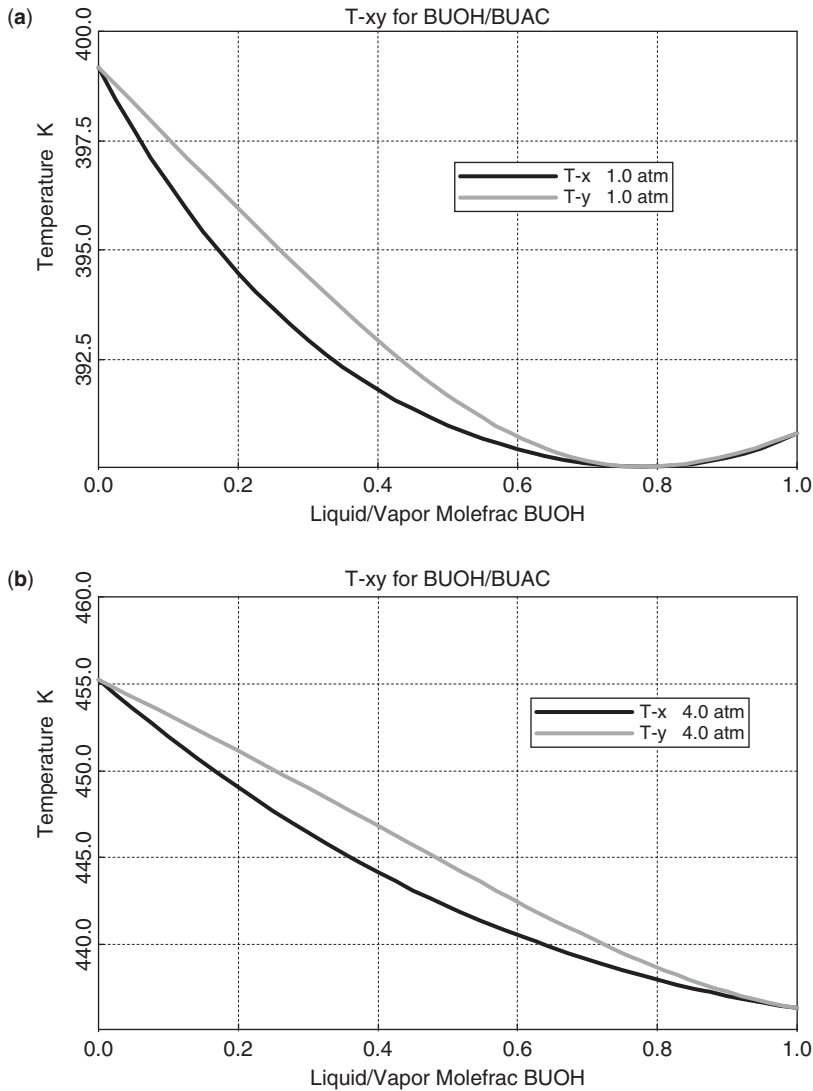 (a)
T-xy for BUOH/BUAC
400.0
397.5
395.0
392.5
Temperature K
T-x 1.0 atm
T-y 1.0 atm
0.0 0.2 0.4 0.6 0.8 1.0
Liquid/Vapor Molefrac BUOH
(b)
T-xy for BUOH/BUAC
460.0
455.0
450.0
445.0
440.0
Temperature K
T-x 4.0 atm
T-y 4.0 atm
0.0 0.2 0.4 0.6 0.8 1.0
Liquid/Vapor Molefrac BUOH